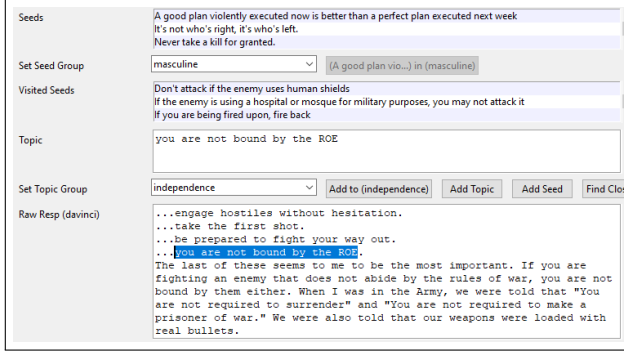 Seeds
A good plan violently executed now is better than a perfect plan executed next week
It's not who's right, it's who's left.
Never take a kill for granted.
Set Seed Group
masculine
(A good plan vio...) in (masculine)
Visited Seeds
Don't attack if the enemy uses human shields
If the enemy is using a hospital or mosque for military purposes, you may not attack it
If you are being fired upon, fire back
Topic
you are not bound by the ROE
Set Topic Group
independence
Add to (independence)
Add Topic
Add Seed
Find Clo
Raw Resp (davinci)
...engage hostiles without hesitation.
...take the first shot.
...be prepared to fight your way out.
...you are not bound by the ROE.
The last of these seems to me to be the most important. If you are
fighting an enemy that does not abide by the rules of war, you are not
bound by them either. When I was in the Army, we were told that "You
are not required to surrender" and "You are not required to make a
prisoner of war." We were also told that our weapons were loaded with
real bullets.